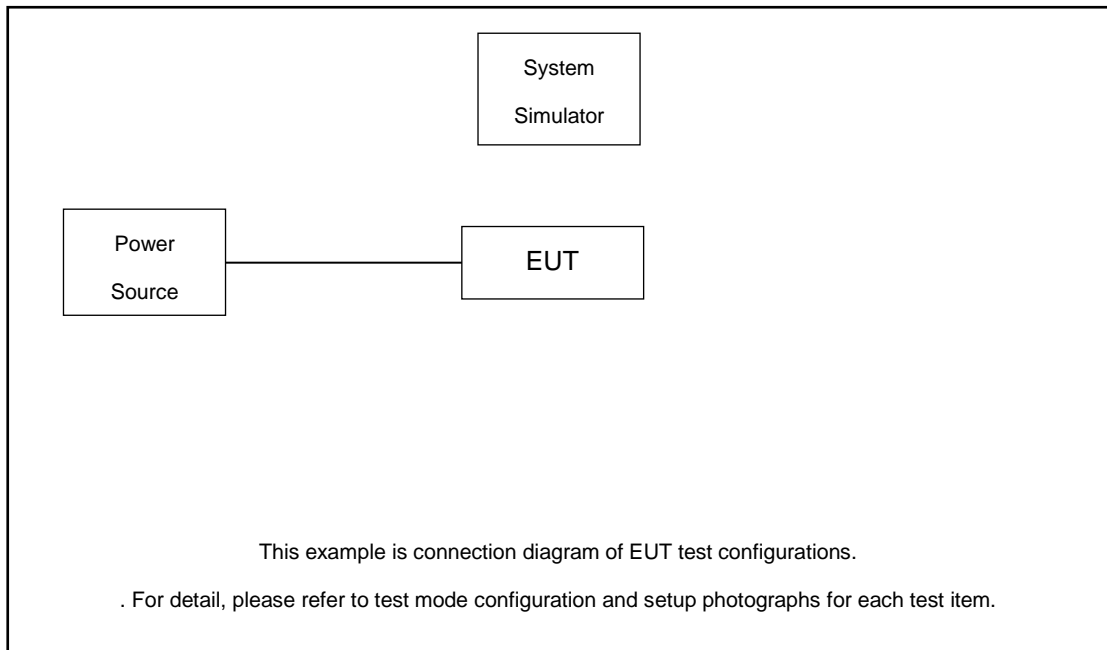 System
Simulator
Power
Source
EUT
This example is connection diagram of EUT test configurations.
. For detail, please refer to test mode configuration and setup photographs for each test item.